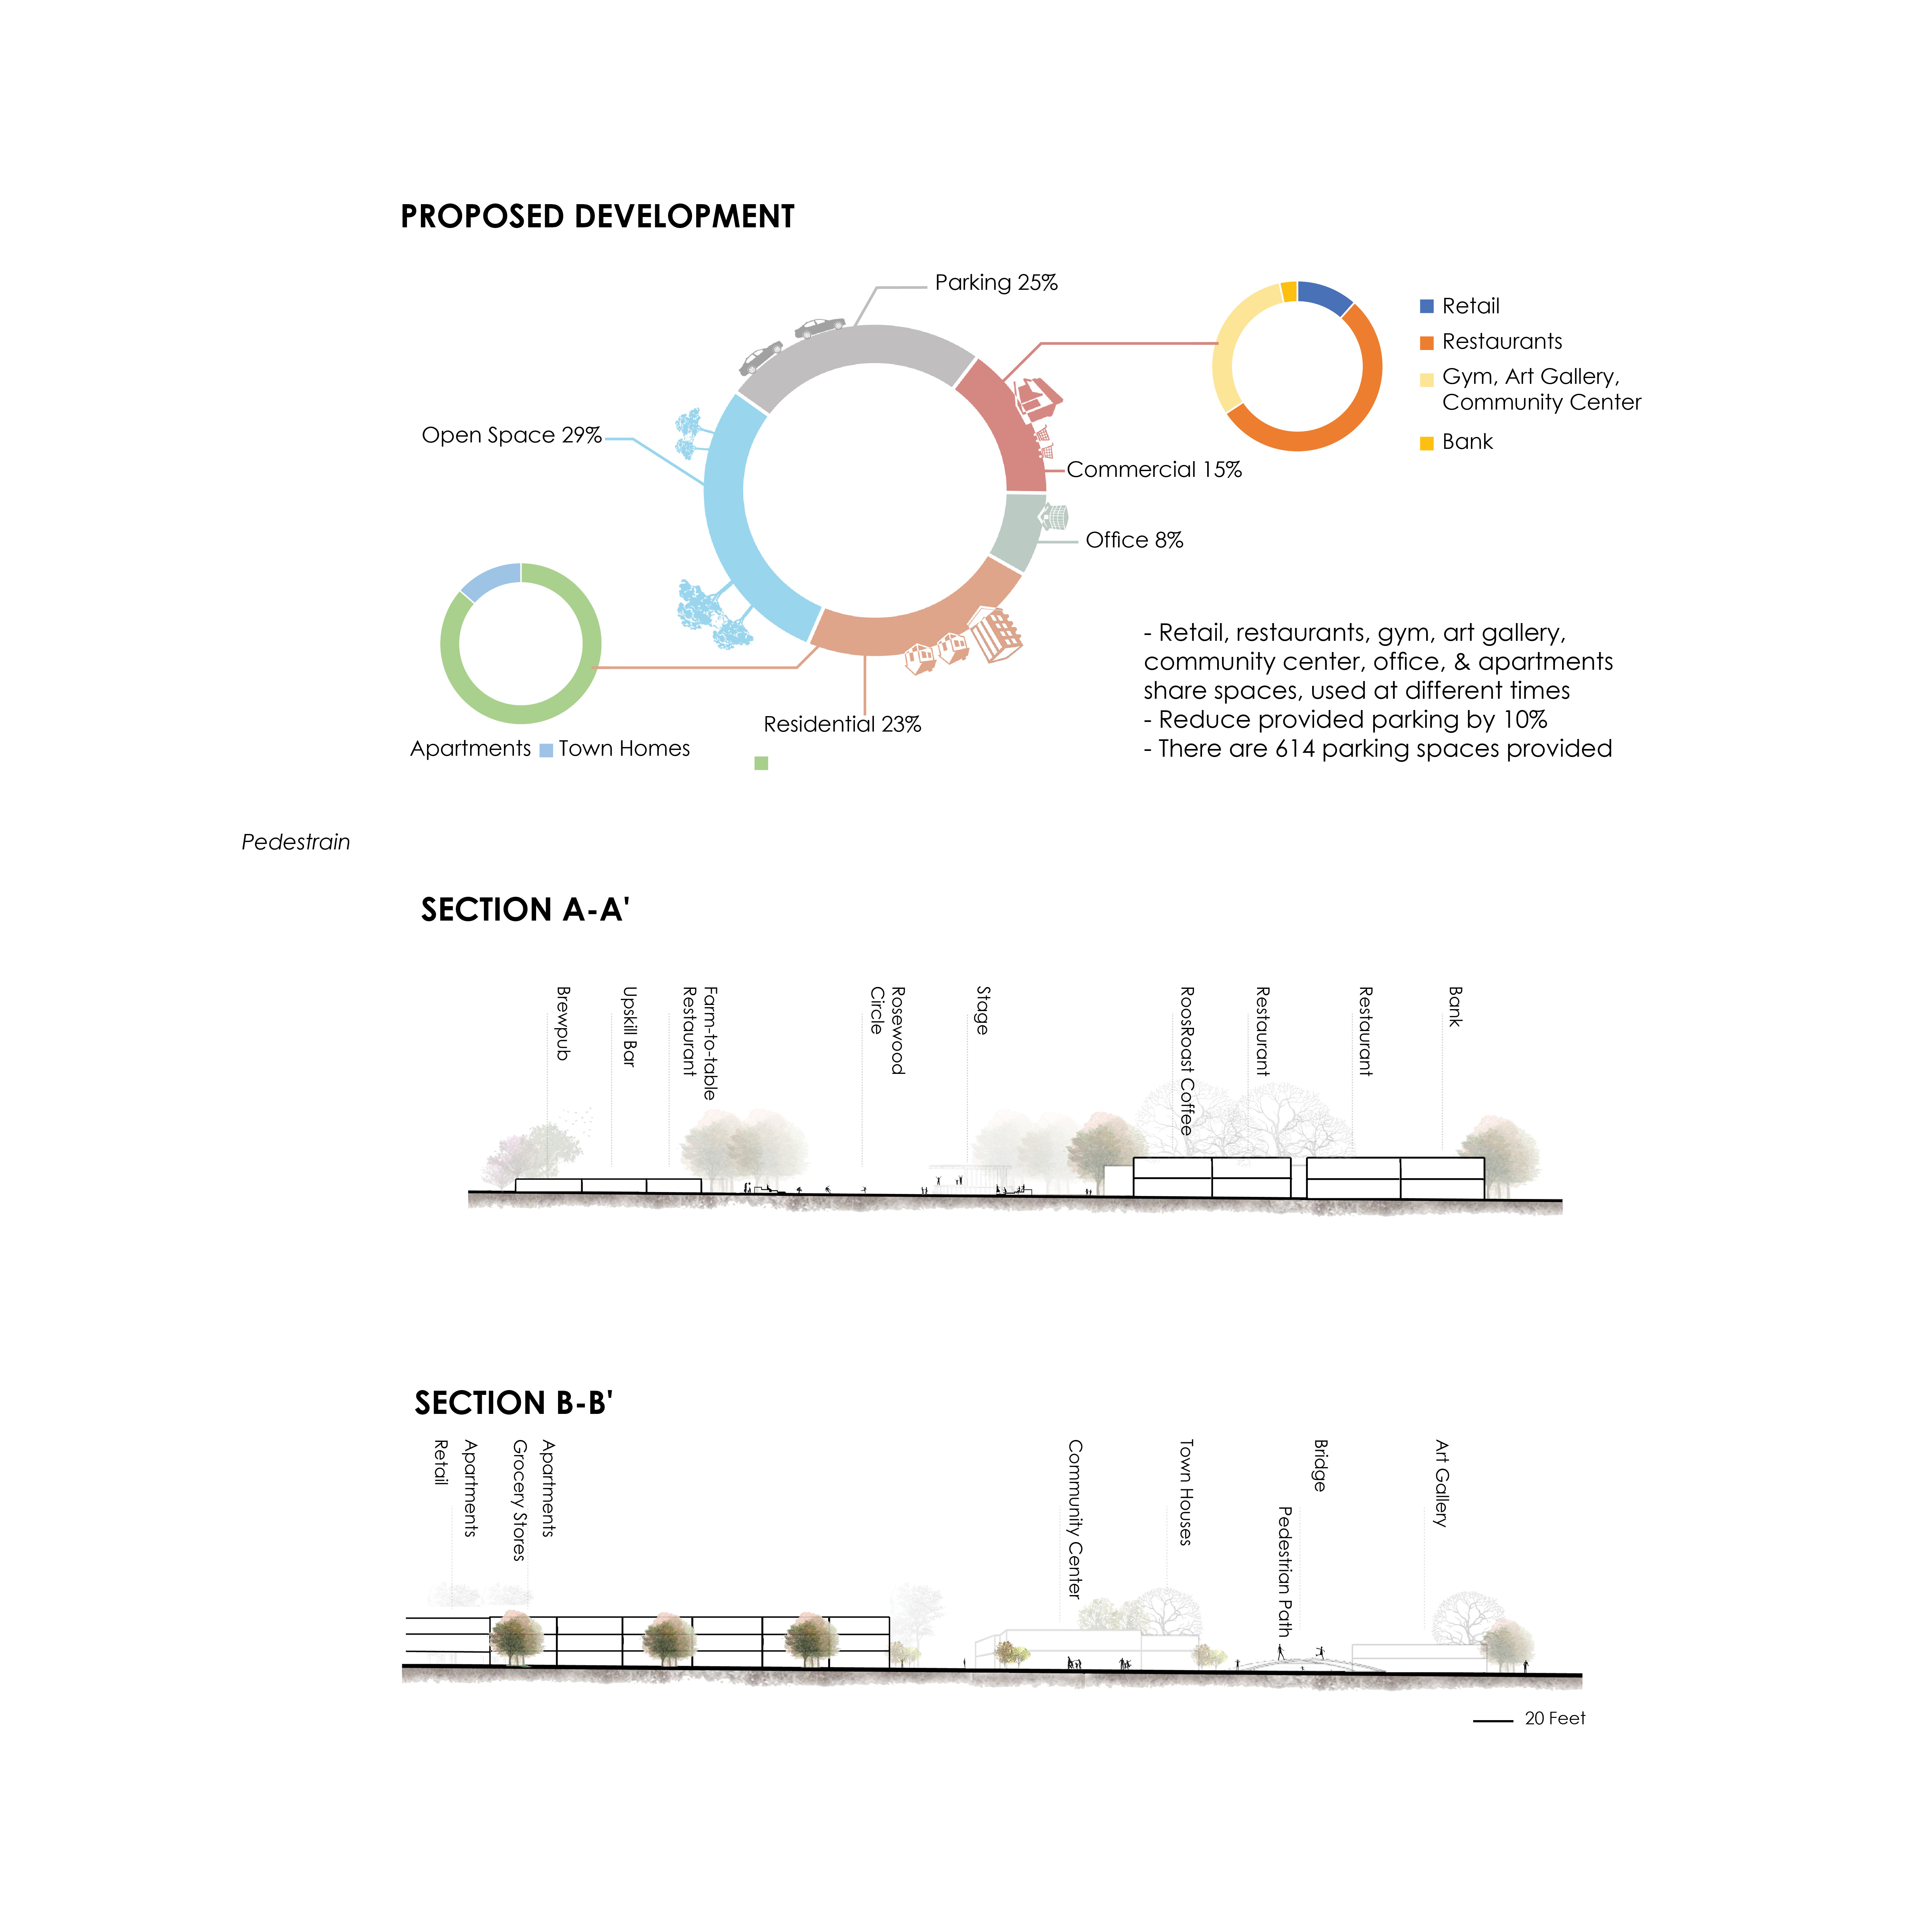 PROPOSED DEVELOPMENT
Parking 25%
Open Space 29%
Commercial 15%
Office 8%
Residential 23%
Retail
Restaurants
Gym, Art Gallery,
Community Center
Bank
Apartments
Town Homes
- Retail, restaurants, gym, art gallery,
community center, office, & apartments
share spaces, used at different times
- Reduce provided parking by 10%
- There are 614 parking spaces provided
Pedestrain
SECTION A-A'
Brewpub
Upskill Bar
Farm-to-table
Restaurant
Rosewood
Circle
Stage
RoosRoast Coffee
Restaurant
Restaurant
Bank
SECTION B-B'
Apartments
Retail
Apartments
Grocery Stores
Community Center
Town Houses
Bridge
Pedestrian Path
Art Gallery
20 Feet